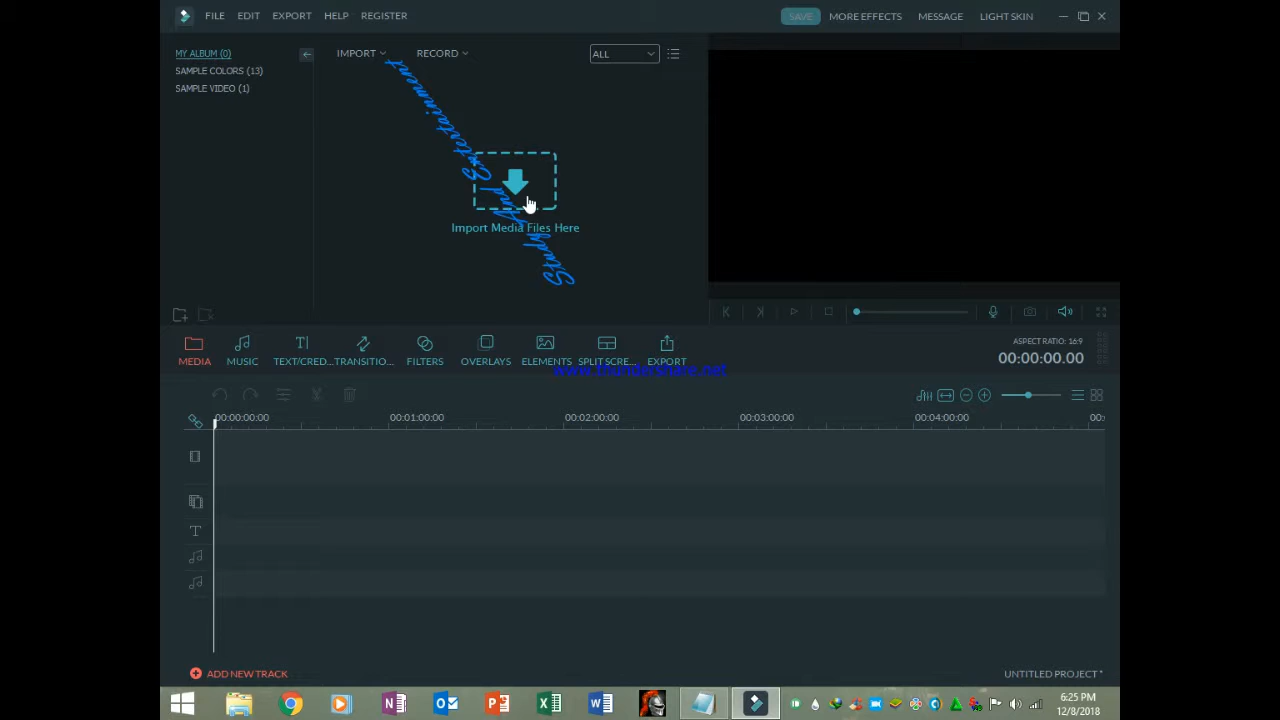 FILE EDIT EXPORT HELP REGISTER SAVE MORE EFFECTS MESSAGE LIGHT SKIN
MY ALBUM (0) IMPORT RECORD ALL
SAMPLE COLORS (13)
SAMPLE VIDEO (1)
Study And Entertainment
Import Media Files Here
MEDIA MUSIC TEXT/CRED... TRANSITIO... FILTERS OVERLAYS ELEMENTS SPLIT SCRE... EXPORT
ASPECT RATIO: 16:9
00:00:00.00
www.thundershare.net
00:00:00:00 00:01:00:00 00:02:00:00 00:03:00:00 00:04:00:00 00:
ADD NEW TRACK UNTITLED PROJECT *
6:25 PM
12/8/2018